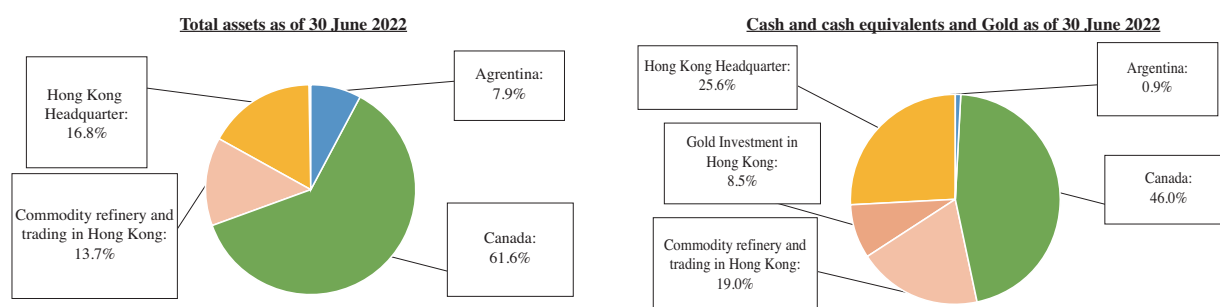 Total assets as of 30 June 2022
Agrentina:
7.9%
Hong Kong
Headquarter:
16.8%
Commodity refinery and
trading in Hong Kong:
13.7%
Canada:
61.6%
Cash and cash equivalents and Gold as of 30 June 2022
Hong Kong Headquarter:
25.6%
Argentina:
0.9%
Gold Investment in
Hong Kong:
8.5%
Canada:
46.0%
Commodity refinery and
trading in Hong Kong:
19.0%